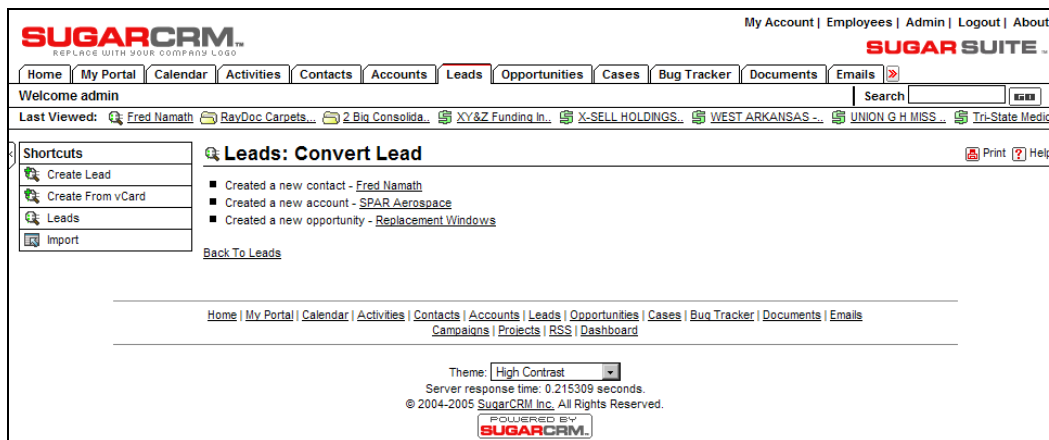 My Account | Employees | Admin | Logout | About
SUGARCRM™
REPLACE WITH YOUR COMPANY LOGO
SUGAR SUITE ™
Home My Portal Calendar Activities Contacts Accounts Leads Opportunities Cases Bug Tracker Documents Emails »
Welcome admin Search GO
Last Viewed: Fred Namath RayDoc Carpets... 2 Big Consolida.. XY&Z Funding In.. X-SELL HOLDINGS.. WEST ARKANSAS -.. UNION G H MISS .. Tri-State Medic
Shortcuts
Create Lead
Create From vCard
Leads
Import
Leads: Convert Lead
Print ? Help
Created a new contact - Fred Namath
Created a new account - SPAR Aerospace
Created a new opportunity - Replacement Windows
Back To Leads
Home | My Portal | Calendar | Activities | Contacts | Accounts | Leads | Opportunities | Cases | Bug Tracker | Documents | Emails
Campaigns | Projects | RSS | Dashboard
Theme: High Contrast
Server response time: 0.215309 seconds.
© 2004-2005 SugarCRM Inc. All Rights Reserved.
POWERED BY
SUGARCRM.